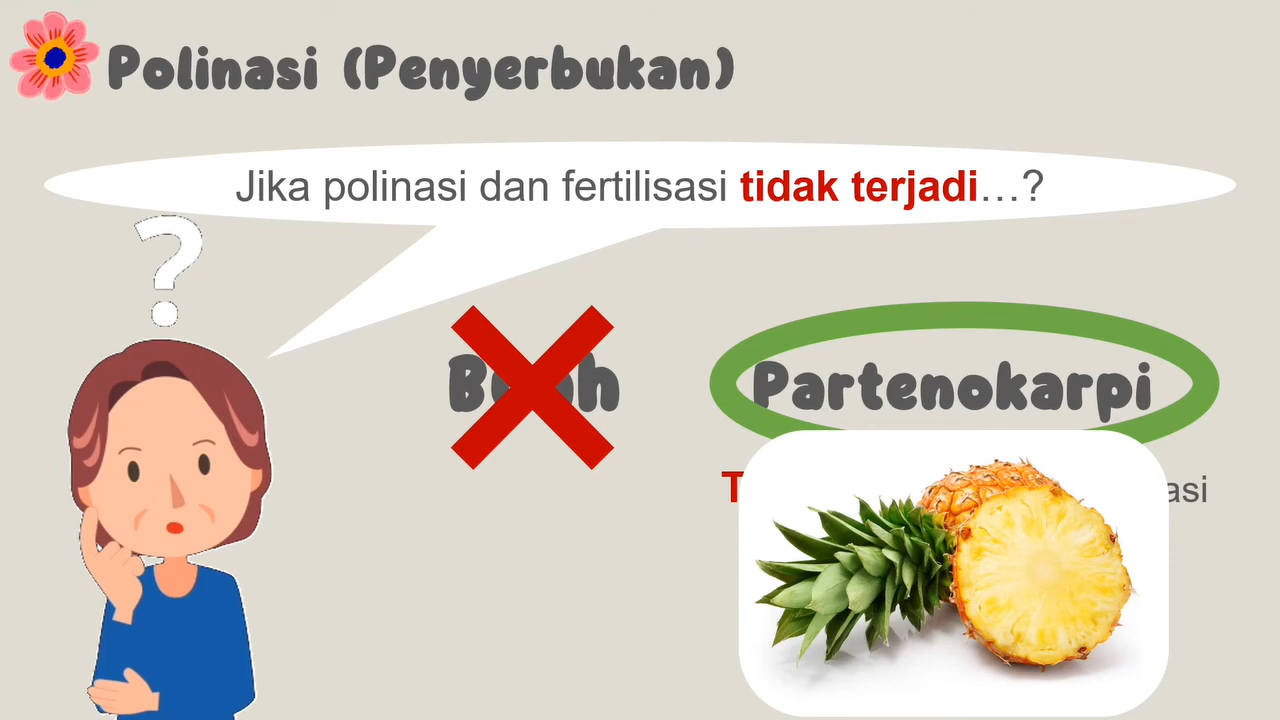 Polinasi (Penyerbukan)
Jika polinasi dan fertilisasi tidak terjadi...?
?
Partenokarpi